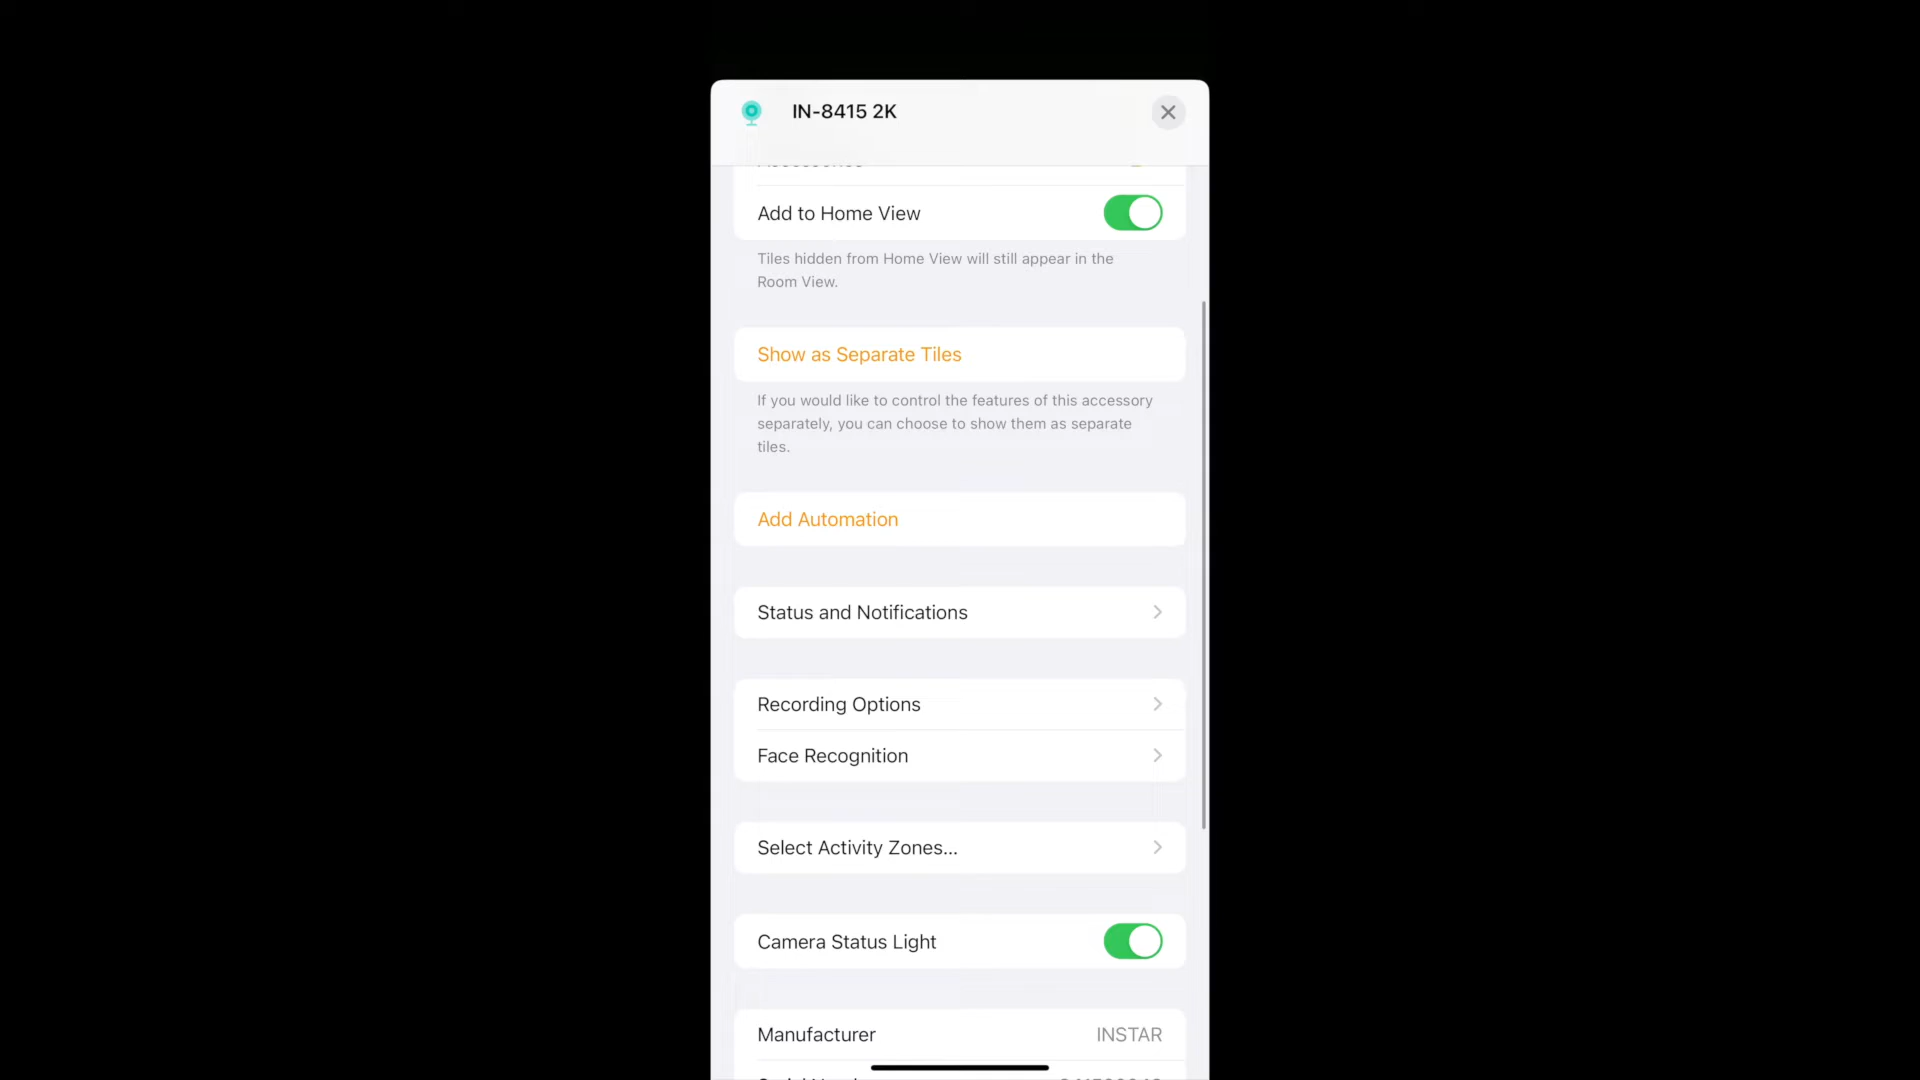 IN-8415 2K
Add to Home View
Tiles hidden from Home View will still appear in the
Room View.
Show as Separate Tiles
If you would like to control the features of this accessory
separately, you can choose to show them as separate
tiles.
Add Automation
Status and Notifications
Recording Options
Face Recognition
Select Activity Zones...
Camera Status Light
Manufacturer INSTAR